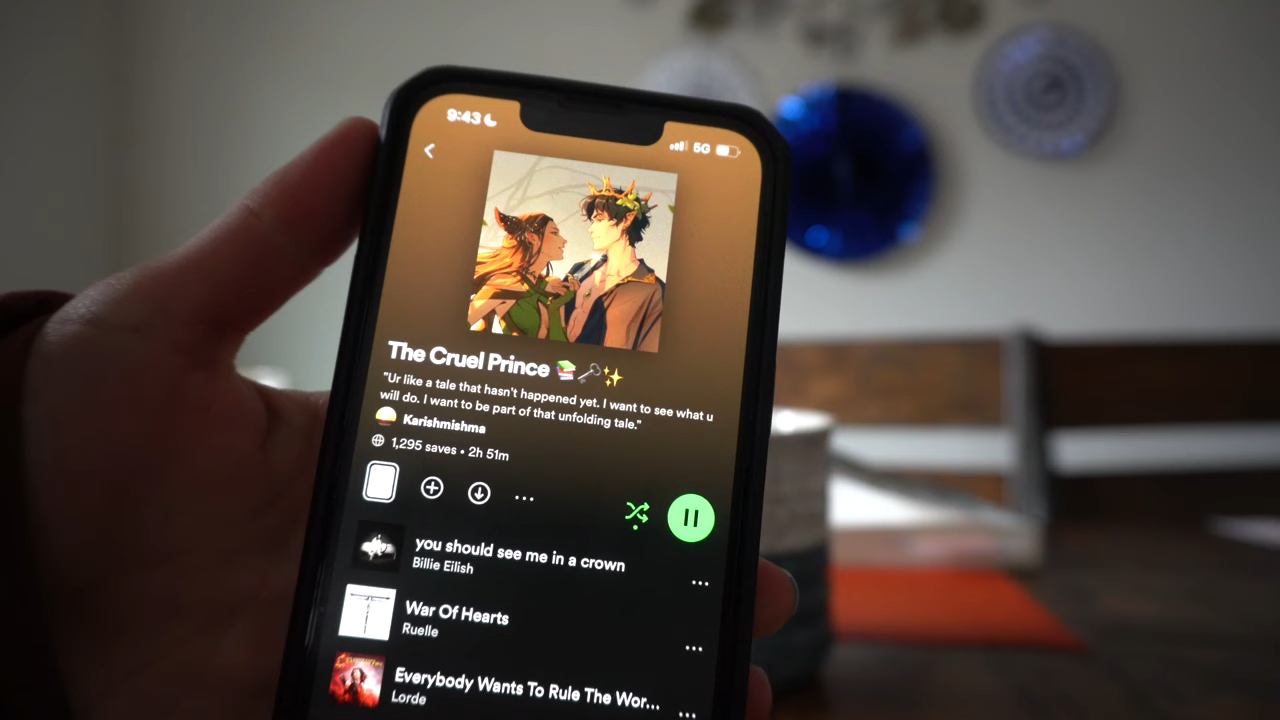 9:43
5G
The Cruel Prince 📚🗝️✨
"Ur like a tale that hasn't happened yet. I want to see what u
will do. I want to be part of that unfolding tale."
Karishmishma
1,295 saves • 2h 51m
you should see me in a crown
Billie Eilish
War Of Hearts
Ruelle
Everybody Wants To Rule The Wor...
Lorde